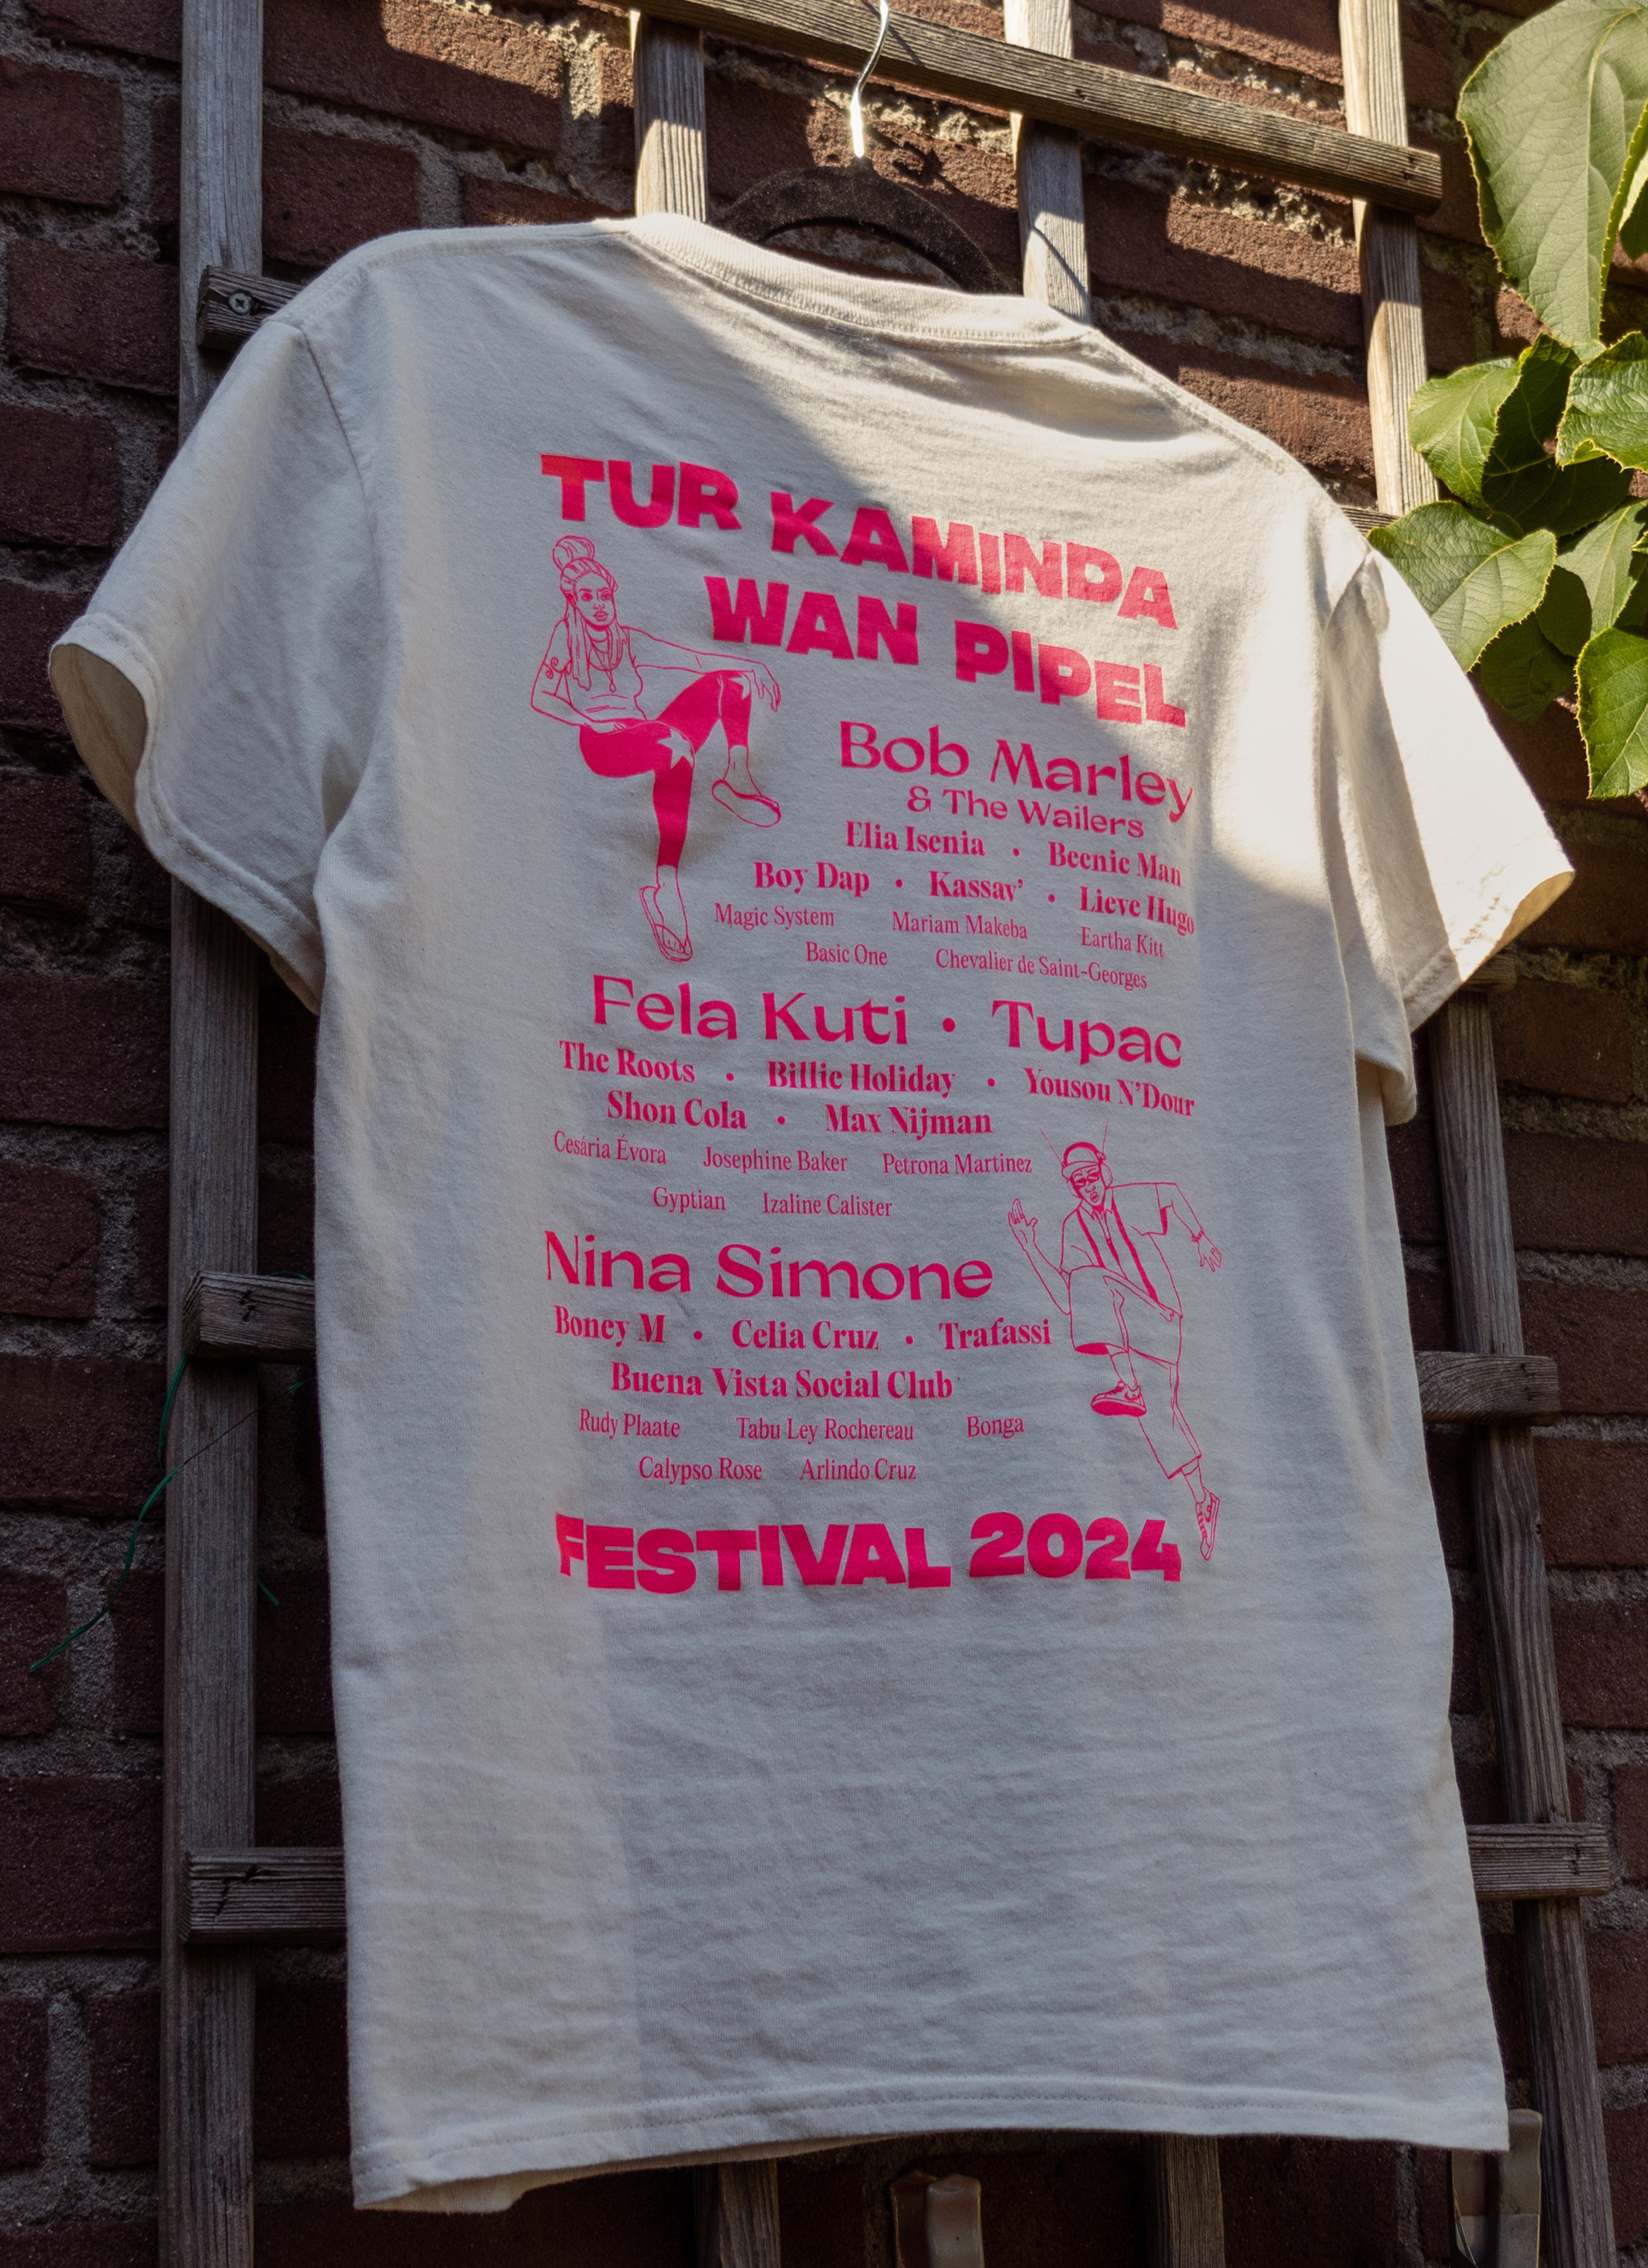 TUR KAMINDA
WAN PIPEL
Bob Marley
& The Wailers
Elia Isenia • Beenie Man
Boy Dap • Kassav' • Lieve Hugo
Magic System Mariam Makeba Eartha Kitt
Basic One Chevalier de Saint-Georges
Fela Kuti • Tupac
The Roots • Billie Holiday • Yousou N'Dour
Shon Cola • Max Nijman
Cesária Évora Josephine Baker Petrona Martinez
Gyptian Izaline Calister
Nina Simone
Boney M • Celia Cruz • Trafassi
Buena Vista Social Club
Rudy Plaate Tabu Ley Rochereau Bonga
Calypso Rose Arlindo Cruz
FESTIVAL 2024